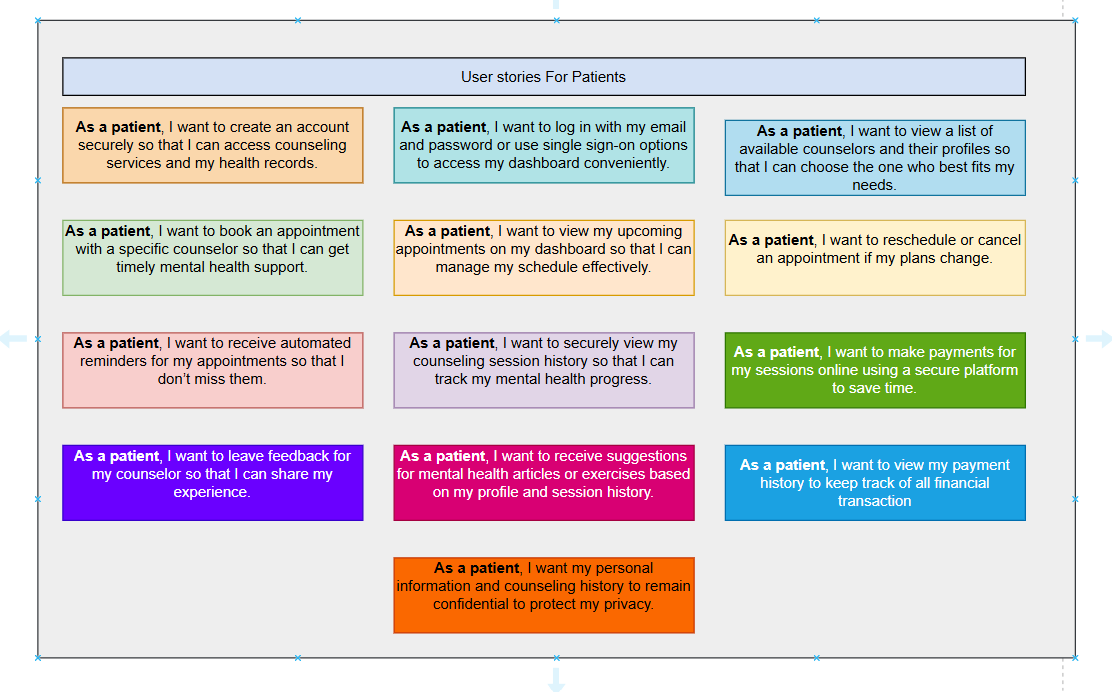 User stories For Patients
As a patient, I want to create an account
securely so that I can access counseling
services and my health records.
As a patient, I want to log in with my email
and password or use single sign-on options
to access my dashboard conveniently.
As a patient, I want to view a list of
available counselors and their profiles so
that I can choose the one who best fits my
needs.
As a patient, I want to book an appointment
with a specific counselor so that I can get
timely mental health support.
As a patient, I want to view my upcoming
appointments on my dashboard so that I can
manage my schedule effectively.
As a patient, I want to reschedule or cancel
an appointment if my plans change.
As a patient, I want to receive automated
reminders for my appointments so that I
don’t miss them.
As a patient, I want to securely view my
counseling session history so that I can
track my mental health progress.
As a patient, I want to make payments for
my sessions online using a secure platform
to save time.
As a patient, I want to leave feedback for
my counselor so that I can share my
experience.
As a patient, I want to receive suggestions
for mental health articles or exercises based
on my profile and session history.
As a patient, I want to view my payment
history to keep track of all financial
transaction
As a patient, I want my personal
information and counseling history to remain
confidential to protect my privacy.